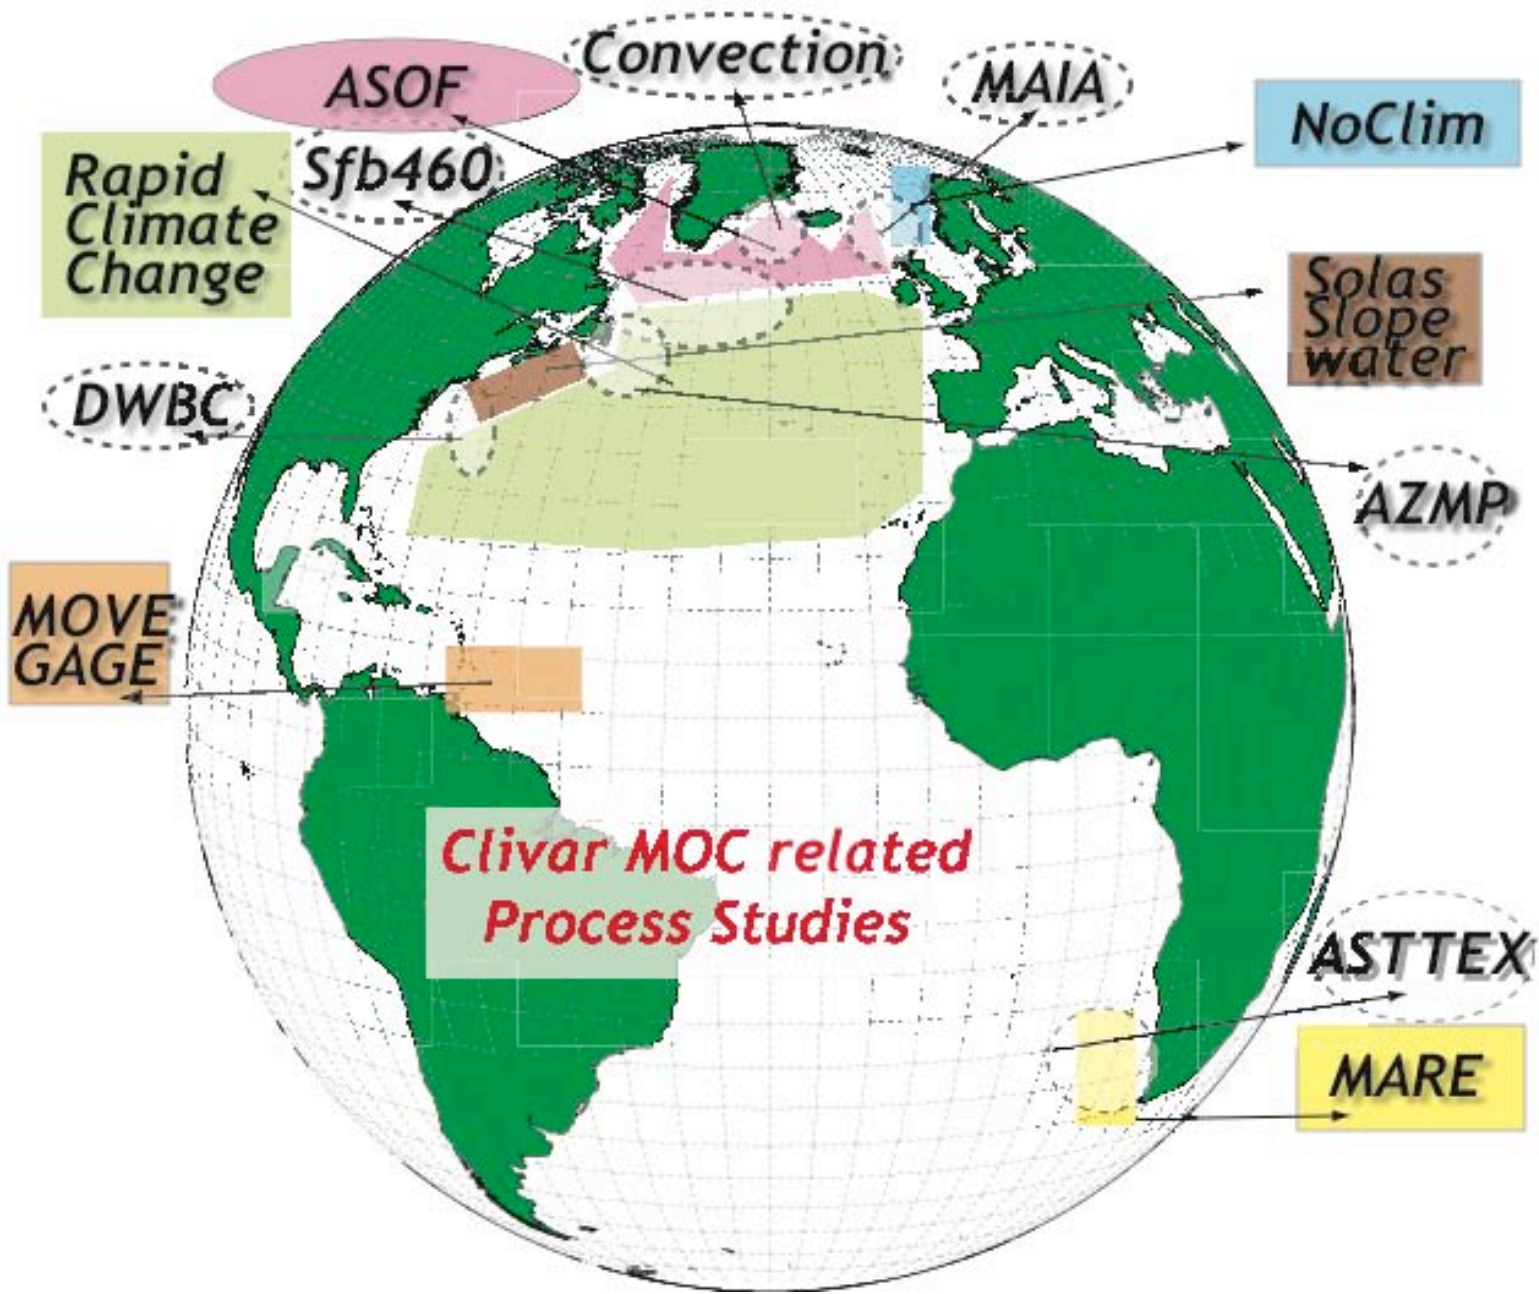 Convection
ASOF
MAIA
NoClim
Sfb460
Rapid
Climate
Change
Solas
Slope
water
DWBC
AZMP
MOVE
GAGE
Clivar MOC related
Process Studies
ASTTEX
MARE